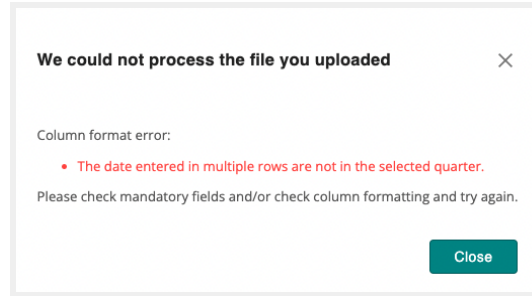 We could not process the file you uploaded
Column format error:
• The date entered in multiple rows are not in the selected quarter.
Please check mandatory fields and/or check column formatting and try again.
Close